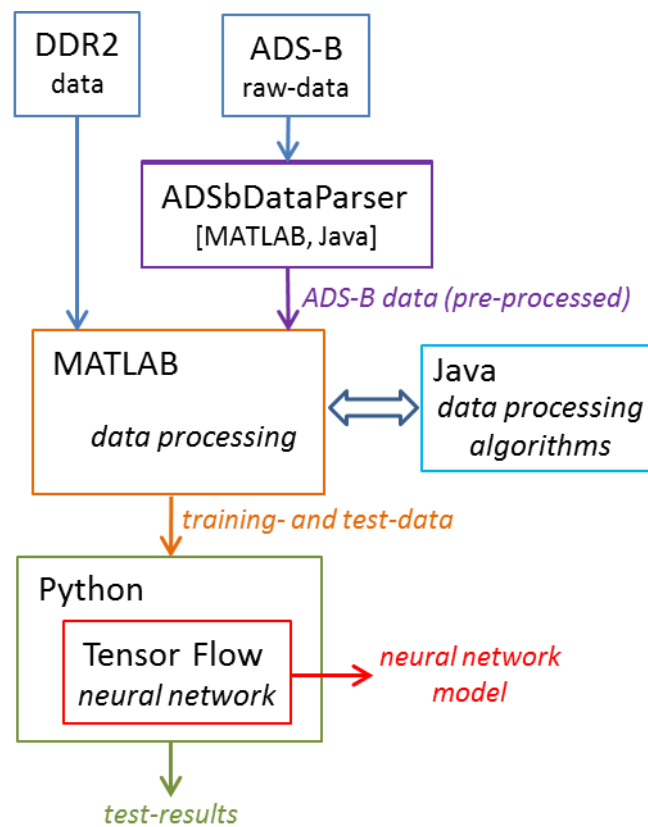 DDR2
data
ADS-B
raw-data
ADSbDataParser
[MATLAB, Java]
ADS-B data (pre-processed)
MATLAB
data processing
Java
data processing
algorithms
training- and test-data
Python
Tensor Flow
neural network
neural network
model
test-results